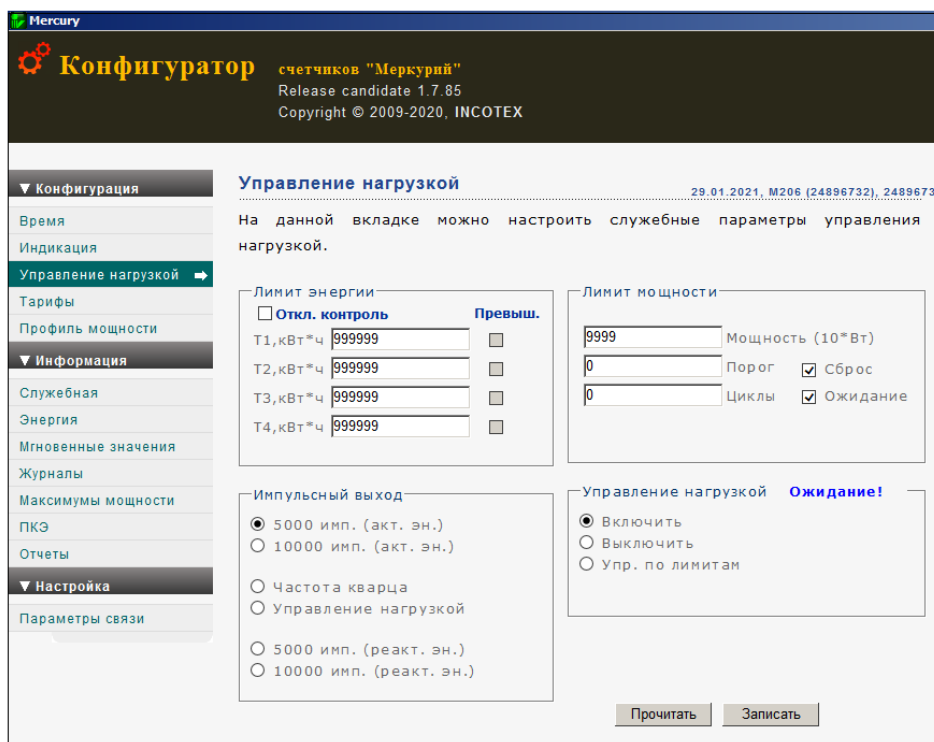 Mercury
Конфигуратор счетчиков "Меркурий"
Release candidate 1.7.85
Copyright © 2009-2020, INCOTEX
▼ Конфигурация
Время
Индикация
Управление нагрузкой
Тарифы
Профиль мощности
▼ Информация
Служебная
Энергия
Мгновенные значения
Журналы
Максимумы мощности
ПКЭ
Отчеты
▼ Настройка
Параметры связи
Управление нагрузкой
29.01.2021, M206 (24896732), 2489673
На данной вкладке можно настроить служебные параметры управления
нагрузкой.
Лимит энергии
Откл. контроль Превыш.
T1,кВт*ч 999999
T2,кВт*ч 999999
T3,кВт*ч 999999
T4,кВт*ч 999999
Лимит мощности
9999 Мощность (10*Вт)
0 Порог Сброс
0 Циклы Ожидание
Импульсный выход
5000 имп. (акт. эн.)
10000 имп. (акт. эн.)
Частота кварца
Управление нагрузкой
5000 имп. (реакт. эн.)
10000 имп. (реакт. эн.)
Управление нагрузкой Ожидание!
Включить
Выключить
Упр. по лимитам
Прочитать Записать